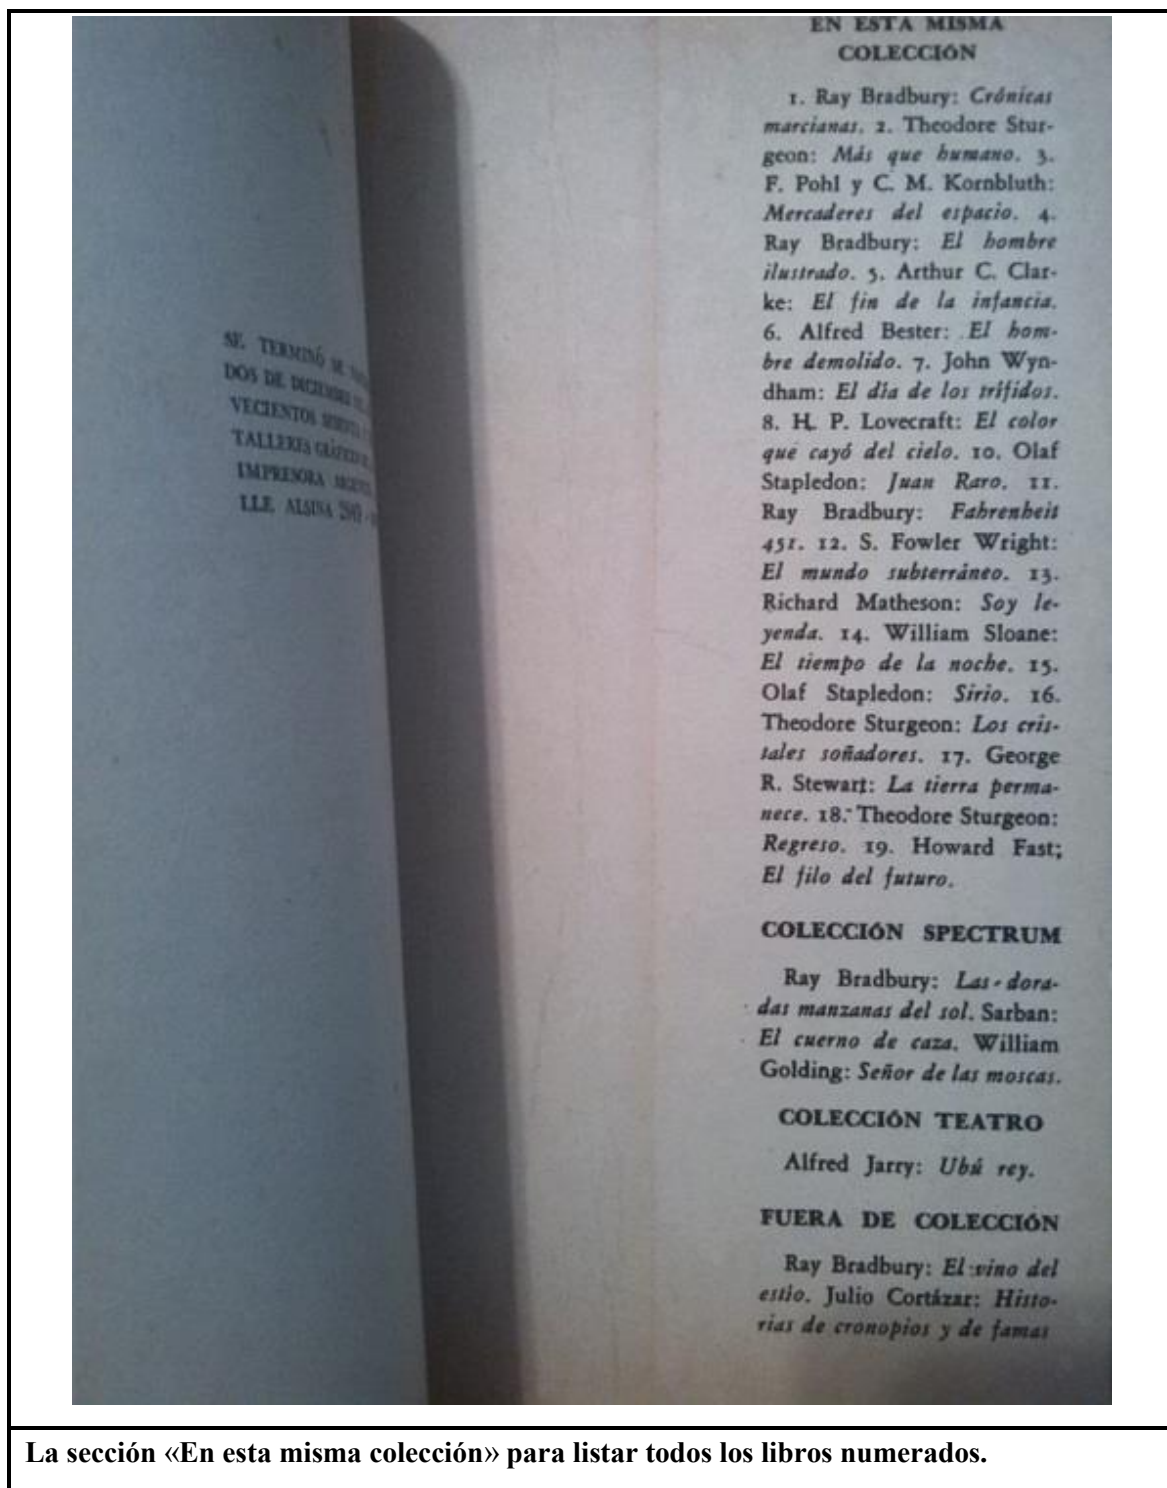 SE TERMINÓ DE
DOS DE DICIEMBRE
VECIENTOS
TALLERES GRÁFICOS
IMPRESORA ARGENTINA
LLE ALSINA
EN ESTA MISMA
COLECCIÓN
1. Ray Bradbury: Crónicas
marcianas. 2. Theodore Stur-
geon: Más que humano. 3.
F. Pohl y C. M. Kornbluth:
Mercaderes del espacio. 4.
Ray Bradbury: El hombre
ilustrado. 5. Arthur C. Clar-
ke: El fin de la infancia.
6. Alfred Bester: El hom-
bre demolido. 7. John Wyn-
dham: El día de los trífidos.
8. H. P. Lovecraft: El color
que cayó del cielo. 10. Olaf
Stapledon: Juan Raro. 11.
Ray Bradbury: Fahrenheit
451. 12. S. Fowler Wright:
El mundo subterráneo. 13.
Richard Matheson: Soy le-
yenda. 14. William Sloane:
El tiempo de la noche. 15.
Olaf Stapledon: Sirio. 16.
Theodore Sturgeon: Los cris-
tales soñadores. 17. George
R. Stewart: La tierra perma-
nece. 18. Theodore Sturgeon:
Regreso. 19. Howard Fast;
El filo del futuro.
COLECCIÓN SPECTRUM
Ray Bradbury: Las dora-
das manzanas del sol. Sarban:
El cuerno de caza. William
Golding: Señor de las moscas.
COLECCIÓN TEATRO
Alfred Jarry: Ubú rey.
FUERA DE COLECCIÓN
Ray Bradbury: El vino del
estío. Julio Cortázar: Histo-
rias de cronopios y de famas
La sección «En esta misma colección» para listar todos los libros numerados.